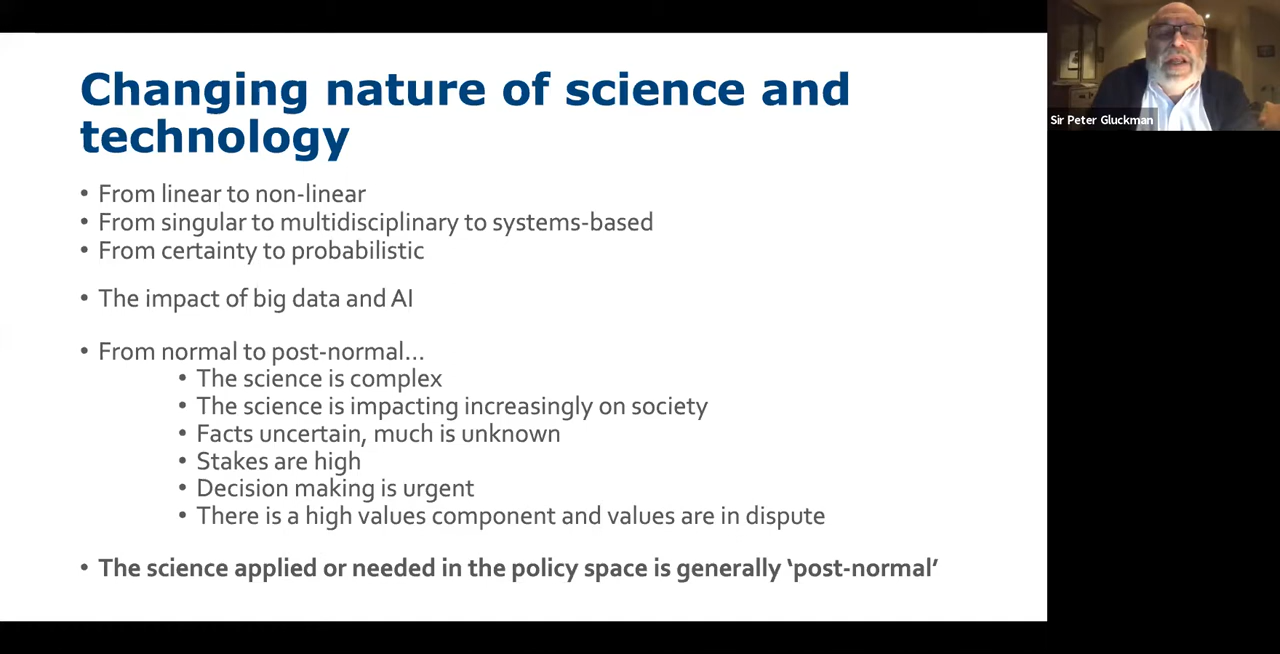 Changing nature of science and
technology
• From linear to non-linear
• From singular to multidisciplinary to systems-based
• From certainty to probabilistic
• The impact of big data and AI
• From normal to post-normal...
• The science is complex
• The science is impacting increasingly on society
• Facts uncertain, much is unknown
• Stakes are high
• Decision making is urgent
• There is a high values component and values are in dispute
• The science applied or needed in the policy space is generally ‘post-normal’
Sir Peter Gluckman